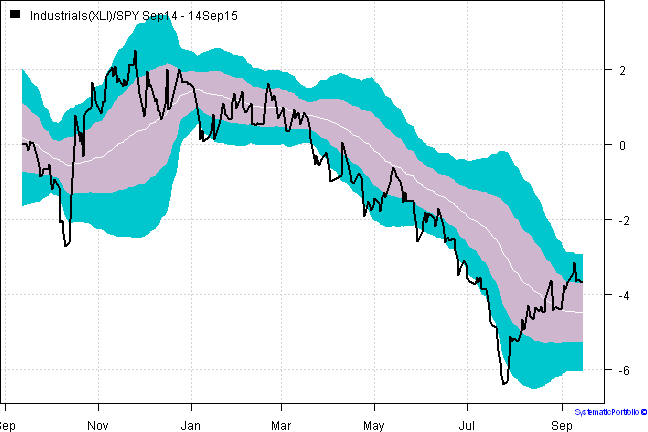 Industrials(XLI)/SPY Sep14 - 14Sep15
2
0
-2
-4
-6
Sep Nov Jan Mar May Jul Sep
SystematicPortfolio ©